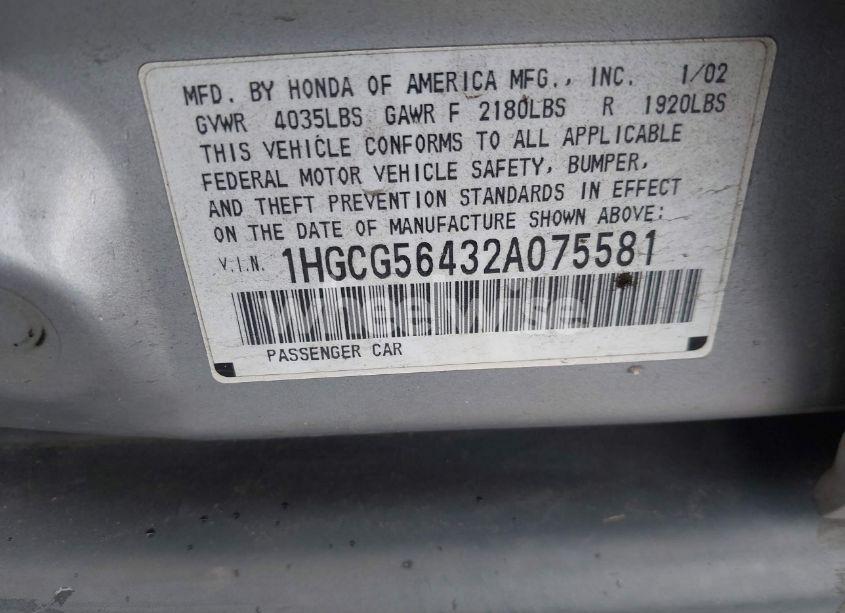 MFD. BY HONDA OF AMERICA MFG., INC. 1/02
GVWR 4035LBS GAWR F 2180LBS R 1920LBS
THIS VEHICLE CONFORMS TO ALL APPLICABLE
FEDERAL MOTOR VEHICLE SAFETY, BUMPER,
AND THEFT PREVENTION STANDARDS IN EFFECT
ON THE DATE OF MANUFACTURE SHOWN ABOVE:
V.I.N. 1HGCG56432A075581
PASSENGER CAR